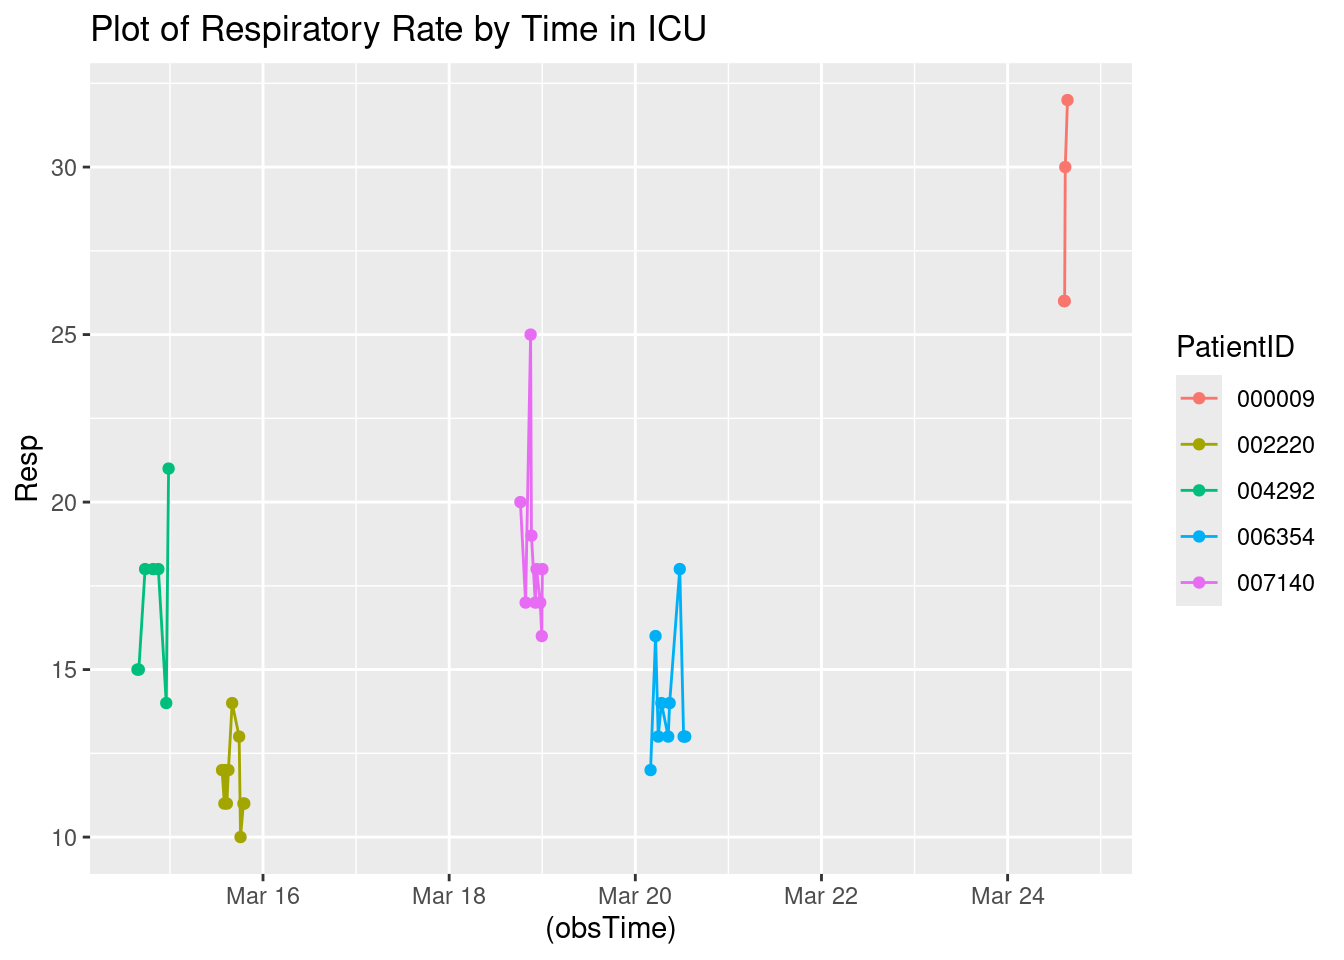 Plot of Respiratory Rate by Time in ICU
30
25
20
15
10
Resp
Mar 16
Mar 18
Mar 20
Mar 22
Mar 24
(obsTime)
PatientID
000009
002220
004292
006354
007140